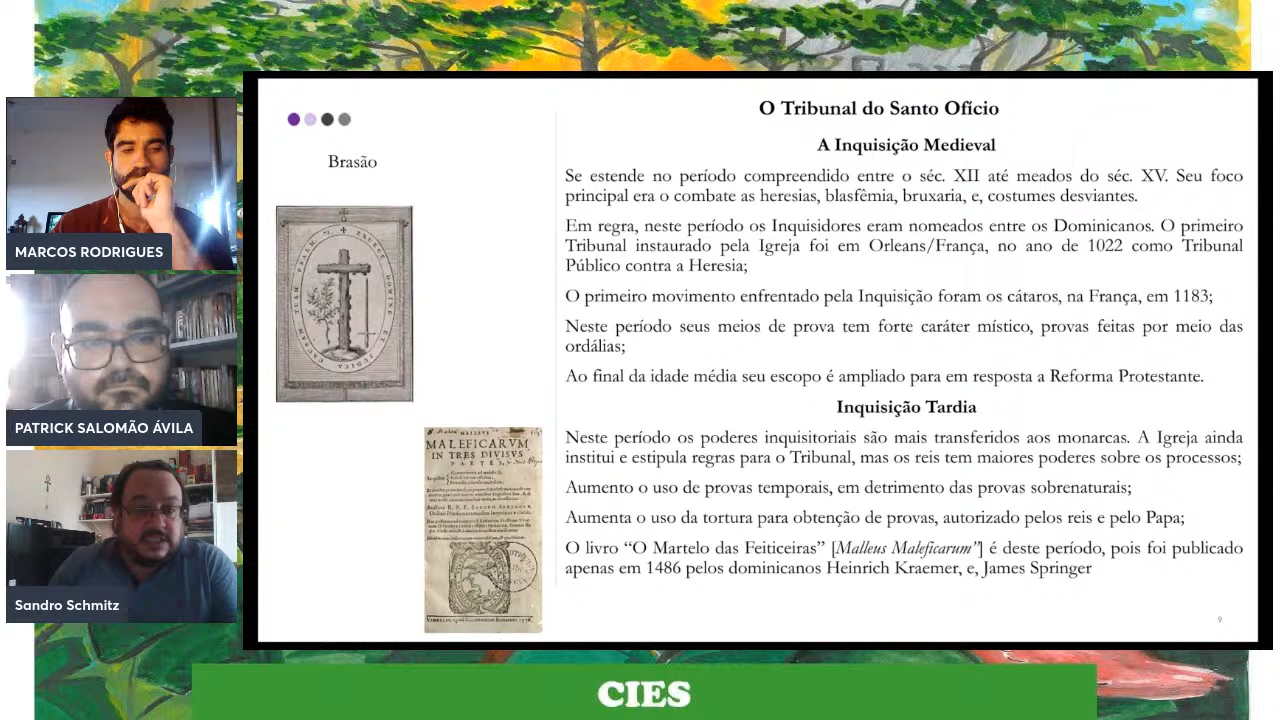 O Tribunal do Santo Ofício
A Inquisição Medieval
Brasão
Se estende no período compreendido entre o séc. XII até meados do séc. XV. Seu foco
principal era o combate as heresias, blasfêmia, bruxaria, e, costumes desviantes.
Em regra, neste período os Inquisidores eram nomeados entre os Dominicanos. O primeiro
Tribunal instaurado pela Igreja foi em Orleans/França, no ano de 1022 como Tribunal
Público contra a Heresia;
O primeiro movimento enfrentado pela Inquisição foram os cátaros, na França, em 1183;
Neste período seus meios de prova tem forte caráter místico, provas feitas por meio das
ordálias;
Ao final da idade média seu escopo é ampliado para em resposta a Reforma Protestante.
Inquisição Tardia
Neste período os poderes inquisitoriais são mais transferidos aos monarcas. A Igreja ainda
institui e estipula regras para o Tribunal, mas os reis tem maiores poderes sobre os processos;
Aumento o uso de provas temporais, em detrimento das provas sobrenaturais;
Aumenta o uso da tortura para obtenção de provas, autorizado pelos reis e pelo Papa;
O livro “O Martelo das Feiticeiras” [Malleus Maleficarum”] é deste período, pois foi publicado
apenas em 1486 pelos dominicanos Heinrich Kraemer, e, James Springer
9
MALEFICARVM
IN TRES DIVISVS
EXURGE DOMINE ET JUDICA CAUSAM TUAM
MARCOS RODRIGUES
PATRICK SALOMÃO ÁVILA
Sandro Schmitz
CIES